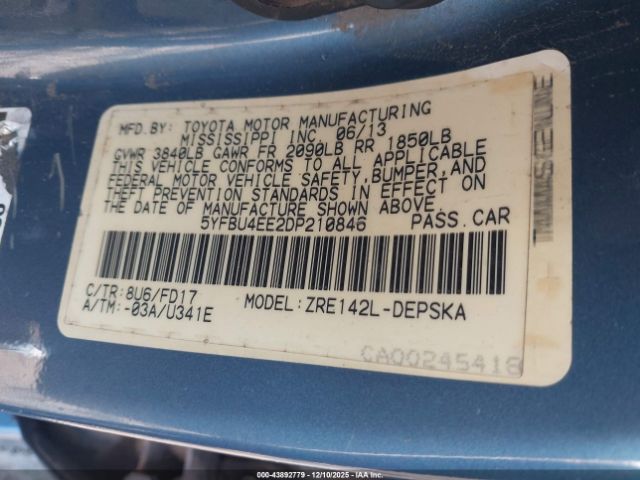 MFD.BY: TOYOTA MOTOR MANUFACTURING
MISSISSIPPI INC. 06/13
GVWR 3840LB GAWR FR 2090LB RR 1850LB
THIS VEHICLE CONFORMS TO ALL APPLICABLE
FEDERAL MOTOR VEHICLE SAFETY,BUMPER,AND
THEFT PREVENTION STANDARDS IN EFFECT ON
THE DATE OF MANUFACTURE SHOWN ABOVE.
5YFBU4EE2DP210846 PASS.CAR
C/TR:8U6/FD17
A/TM:-03A/U341E
MODEL:ZRE142L-DEPSKA
CA00245418
000-43892779 - 12/10/2025 - IAAI.COM